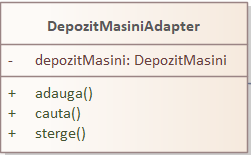 DepozitMasiniAdapter
- depozitMasini: DepozitMasini
+ adauga()
+ cauta()
+ sterge()